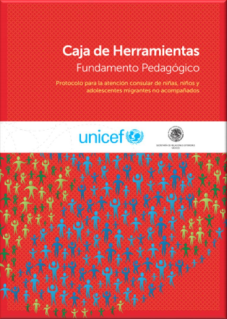 Caja de Herramientas
Fundamento Pedagógico
Protocolo para la atención consular de niñas, niños y
adolescentes migrantes no acompañados
unicef